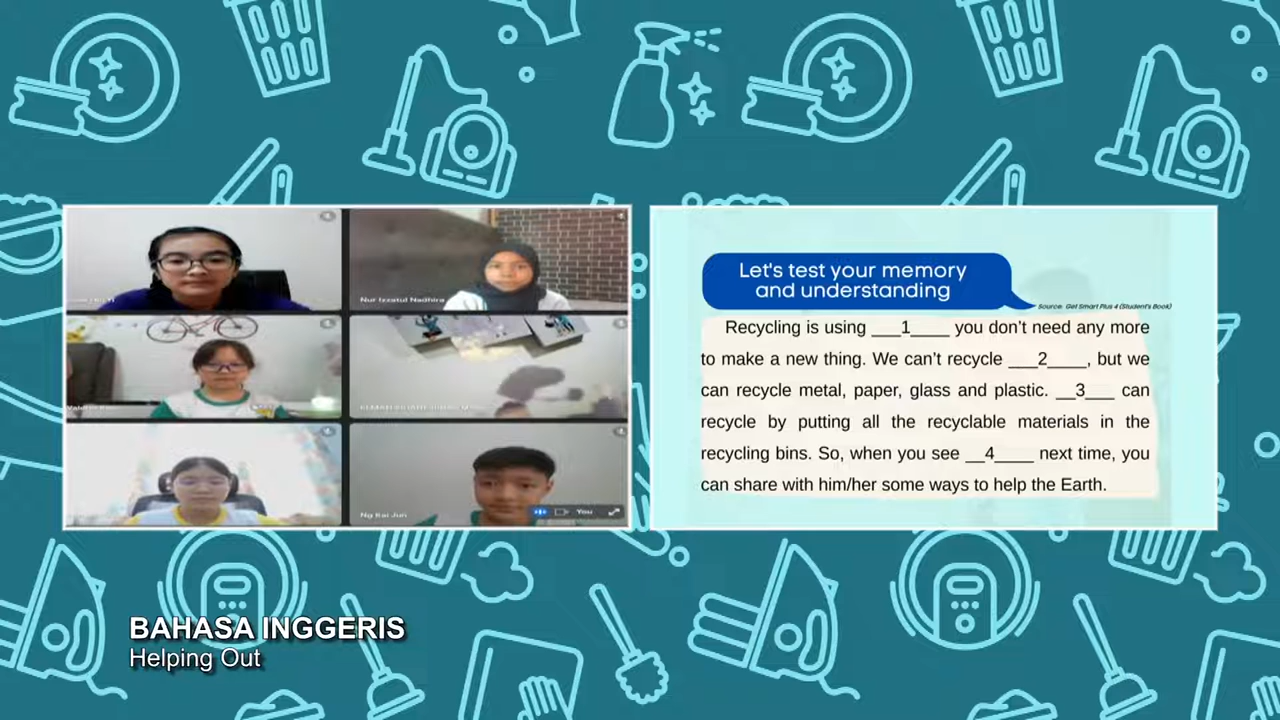 Nur Izzatul Nadhira
Ng Kai Jun
You
Let's test your memory
and understanding
Source: Get Smart Plus 4 (Student's Book)
Recycling is using ___1____ you don't need any more
to make a new thing. We can't recycle ___2____, but we
can recycle metal, paper, glass and plastic. __3___ can
recycle by putting all the recyclable materials in the
recycling bins. So, when you see __4____ next time, you
can share with him/her some ways to help the Earth.
BAHASA INGGERIS
Helping Out